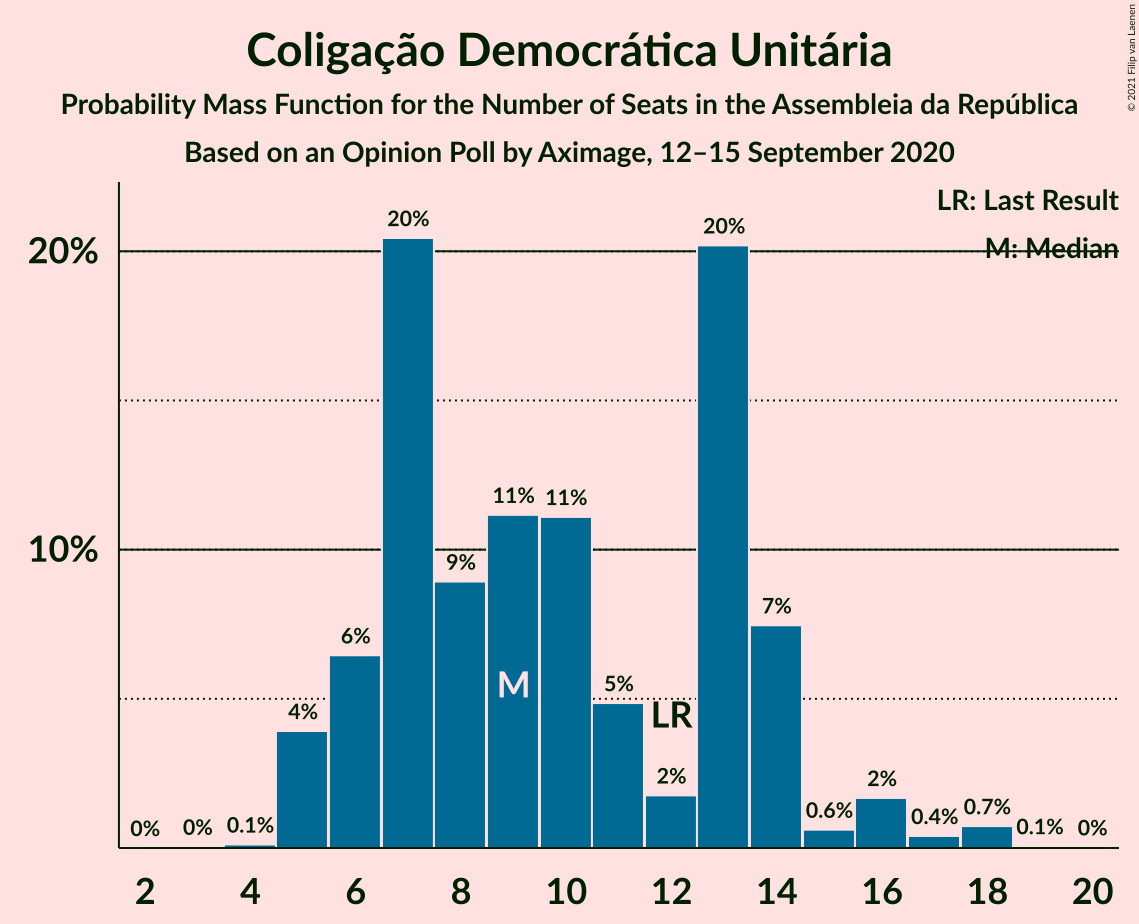 Coligação Democrática Unitária
Probability Mass Function for the Number of Seats in the Assembleia da República
Based on an Opinion Poll by Aximage, 12–15 September 2020
© 2021 Filip van Laenen
LR: Last Result
M: Median
20%
10%
0%
0%
0.1%
4%
6%
20%
9%
11%
11%
5%
2%
20%
7%
0.6%
2%
0.4%
0.7%
0.1%
0%
M
LR
2 4 6 8 10 12 14 16 18 20